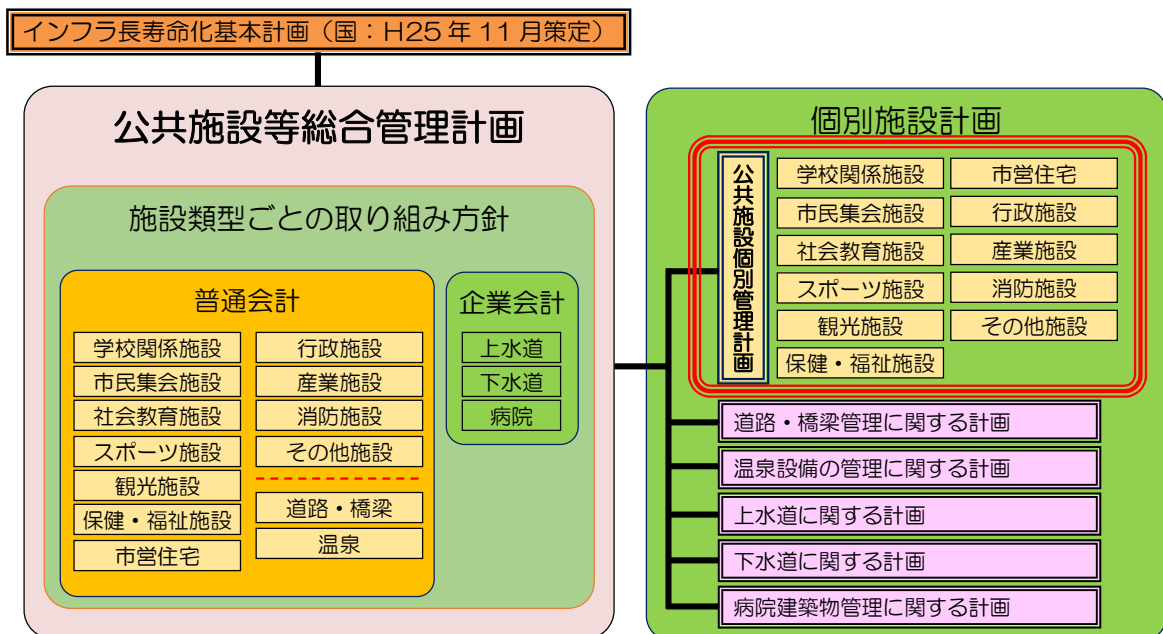 インフラ長寿命化基本計画（国：Ｈ25年 11 月策定）
公共施設等総合管理計画
施設類型ごとの取り組み方針
普通会計
学校関係施設
市民集会施設
社会教育施設
スポーツ施設
観光施設
保健・福祉施設
市営住宅
行政施設
産業施設
消防施設
その他施設
道路・橋梁
温泉
企業会計
上水道
下水道
病院
個別施設計画
公共施設個別管理計画
学校関係施設
市民集会施設
社会教育施設
スポーツ施設
観光施設
保健・福祉施設
市営住宅
行政施設
産業施設
消防施設
その他施設
道路・橋梁管理に関する計画
温泉設備の管理に関する計画
上水道に関する計画
下水道に関する計画
病院建築物管理に関する計画